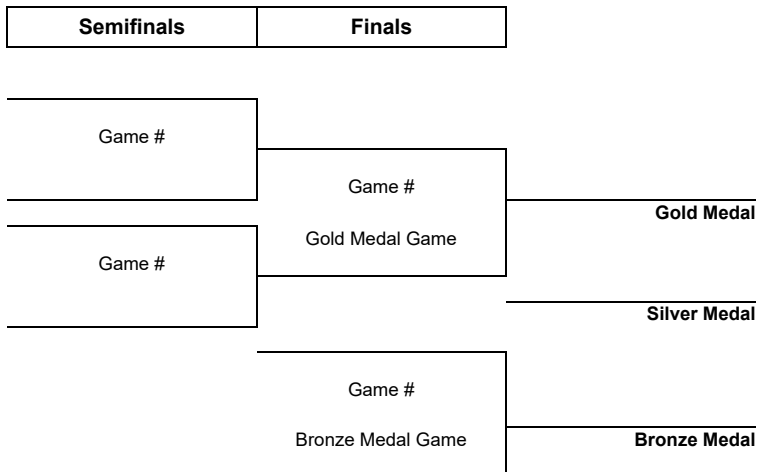 Semifinals Finals
Game #
Game #
Gold Medal
Gold Medal Game
Game #
Silver Medal
Game #
Bronze Medal Game Bronze Medal